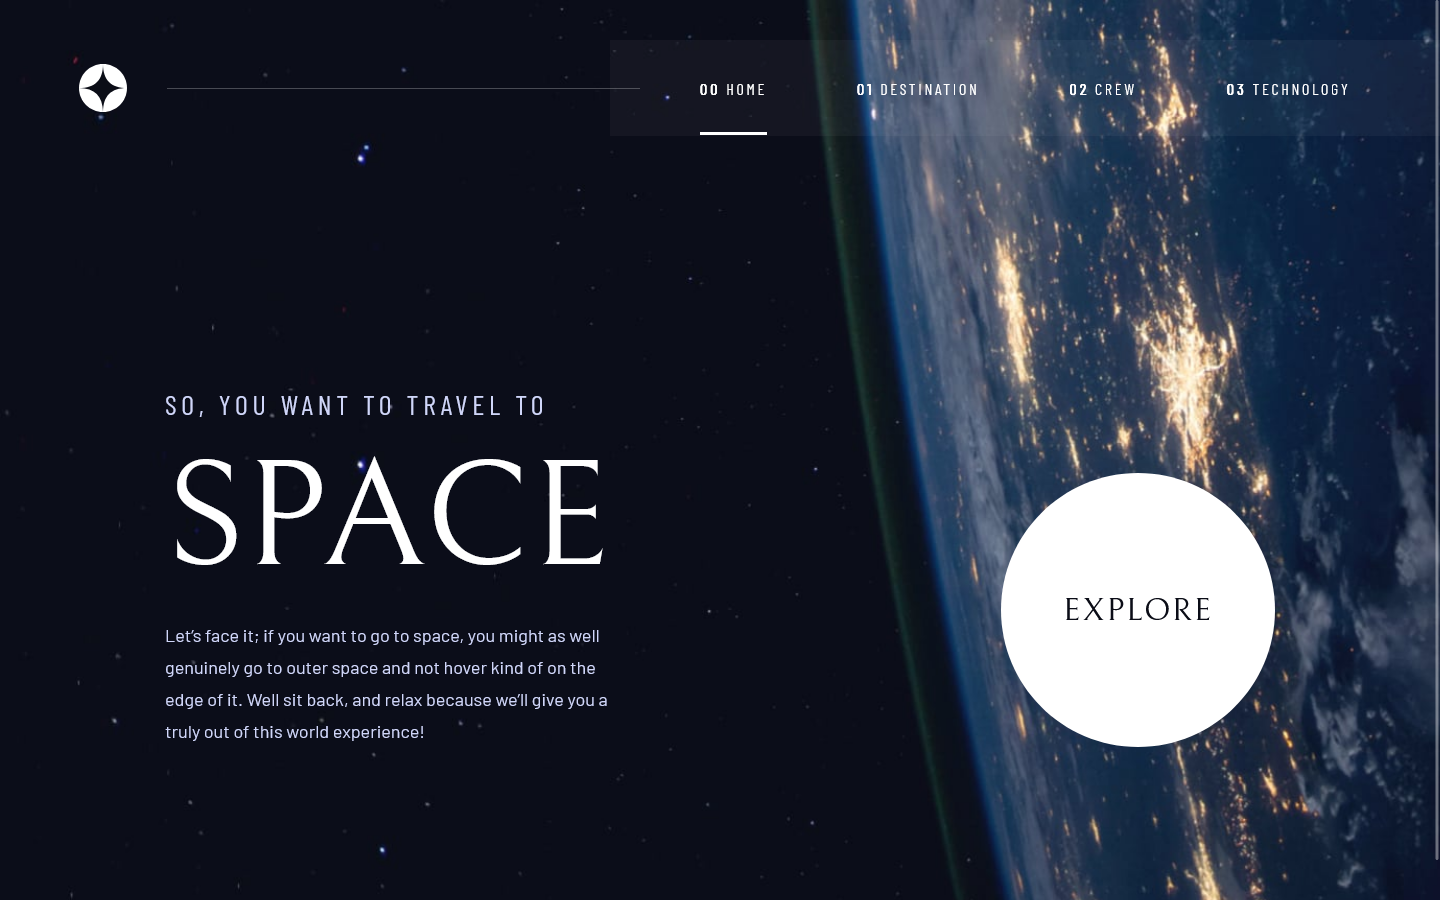 00 HOME 01 DESTINATION 02 CREW 03 TECHNOLOGY
SO, YOU WANT TO TRAVEL TO
SPACE
Let’s face it; if you want to go to space, you might as well
genuinely go to outer space and not hover kind of on the
edge of it. Well sit back, and relax because we’ll give you a
truly out of this world experience!
EXPLORE